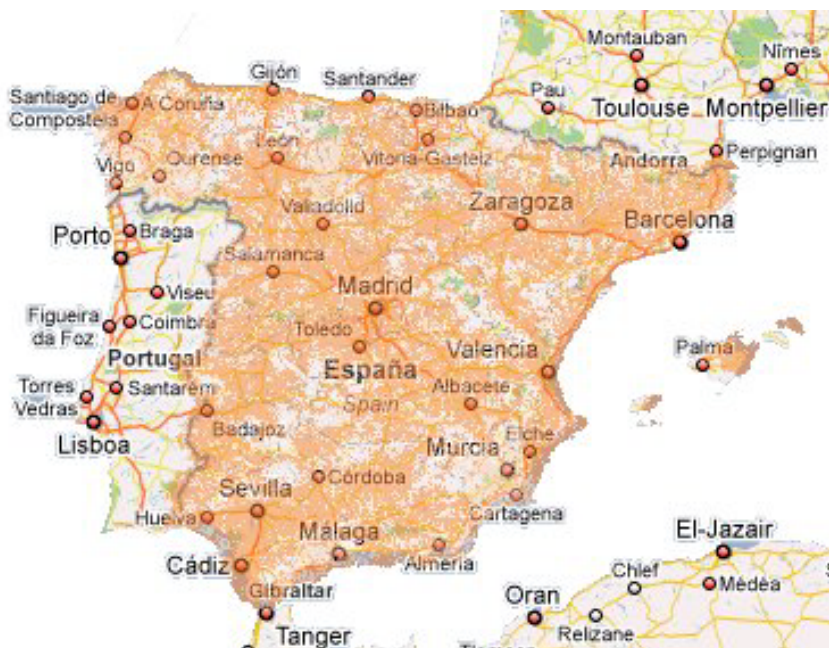 Montauban
Nîmes
Gijón
Santander
Pau
Toulouse
Montpellier
Santiago de
Compostela
A Coruña
Bilbao
León
Vitoria-Gasteiz
Andorra
Perpignan
Vigo
Ourense
Valladolid
Zaragoza
Barcelona
Porto
Braga
Salamanca
Madrid
Viseu
Figueira
da Foz
Coimbra
Toledo
Valencia
Palma
Portugal
España
Torres
Vedras
Santarém
Albacete
Spain
Lisboa
Badajoz
Murcia
Elche
Córdoba
Sevilla
Huelva
Cartagena
Málaga
El-Jazair
Cádiz
Almería
Gibraltar
Chlef
Médéa
Oran
Relizane
Tanger